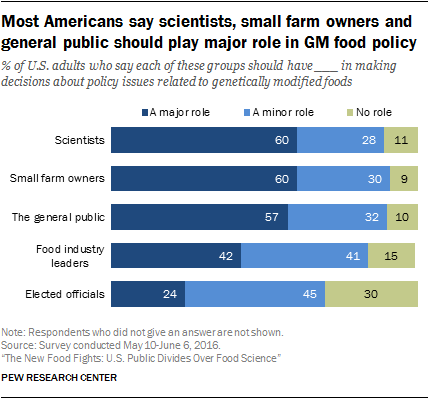 Most Americans say scientists, small farm owners and
general public should play major role in GM food policy
% of U.S. adults who say each of these groups should have ___ in making
decisions about policy issues related to genetically modified foods
A major role A minor role No role
Scientists 60 28 11
Small farm owners 60 30 9
The general public 57 32 10
Food industry
leaders 42 41 15
Elected officials 24 45 30
Note: Respondents who did not give an answer are not shown.
Source: Survey conducted May 10-June 6, 2016.
“The New Food Fights: U.S. Public Divides Over Food Science”
PEW RESEARCH CENTER